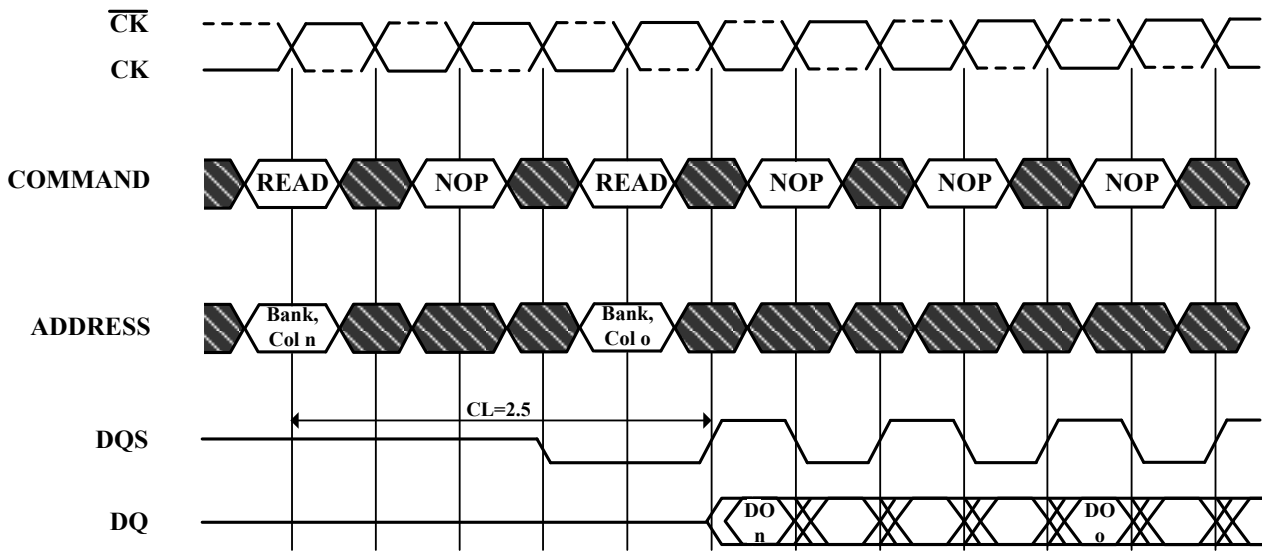 CK
CK
COMMAND
READ
NOP
READ
NOP
NOP
NOP
ADDRESS
Bank,
Col n
Bank,
Col o
CL=2.5
DQS
DQ
DO
n
DO
o